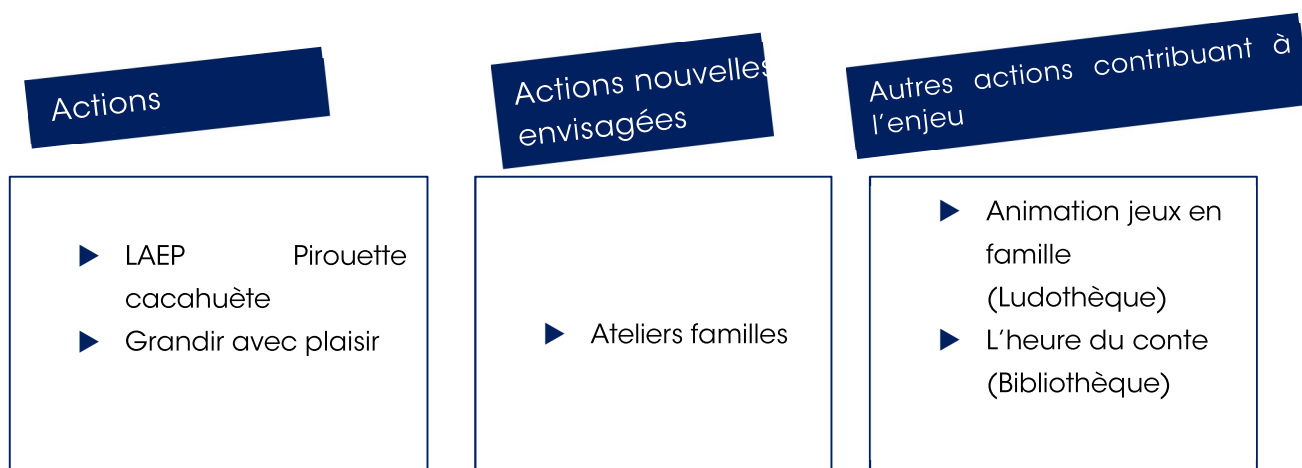 Actions
Actions nouvelles
envisagées
Autres actions contribuant à
l'enjeu
▶ LAEP Pirouette
cacahuète
▶ Grandir avec plaisir
▶ Ateliers familles
▶ Animation jeux en
famille
(Ludothèque)
▶ L'heure du conte
(Bibliothèque)